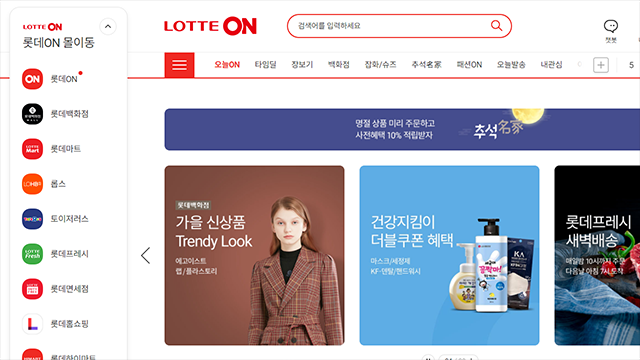 LOTTE ON
롯데ON 몰이동
ON
롯데ON
롯데백화점
LOTTE Mart
롯데마트
LOHB's
롭스
토이저러스
LOTTE Fresh
롯데프레시
롯데면세점
L
롯데홈쇼핑
롯데하이마트
LOTTE ON
검색어를 입력하세요
챗봇
오늘ON
타임딜
장보기
백화점
잡화/슈즈
추석名家
패션ON
오늘발송
내관심
5
명절 상품 미리 주문하고
사전혜택 10% 적립받자
추석名家
롯데백화점
가을 신상품
Trendy Look
에고이스트
랩/플라스토리
건강지킴이
더블쿠폰 혜택
마스크/세정제
KF-덴탈/핸드워시
KA
롯데프레시
새벽배송
매일밤 10시까지 주문
다음날 아침 7시 도착